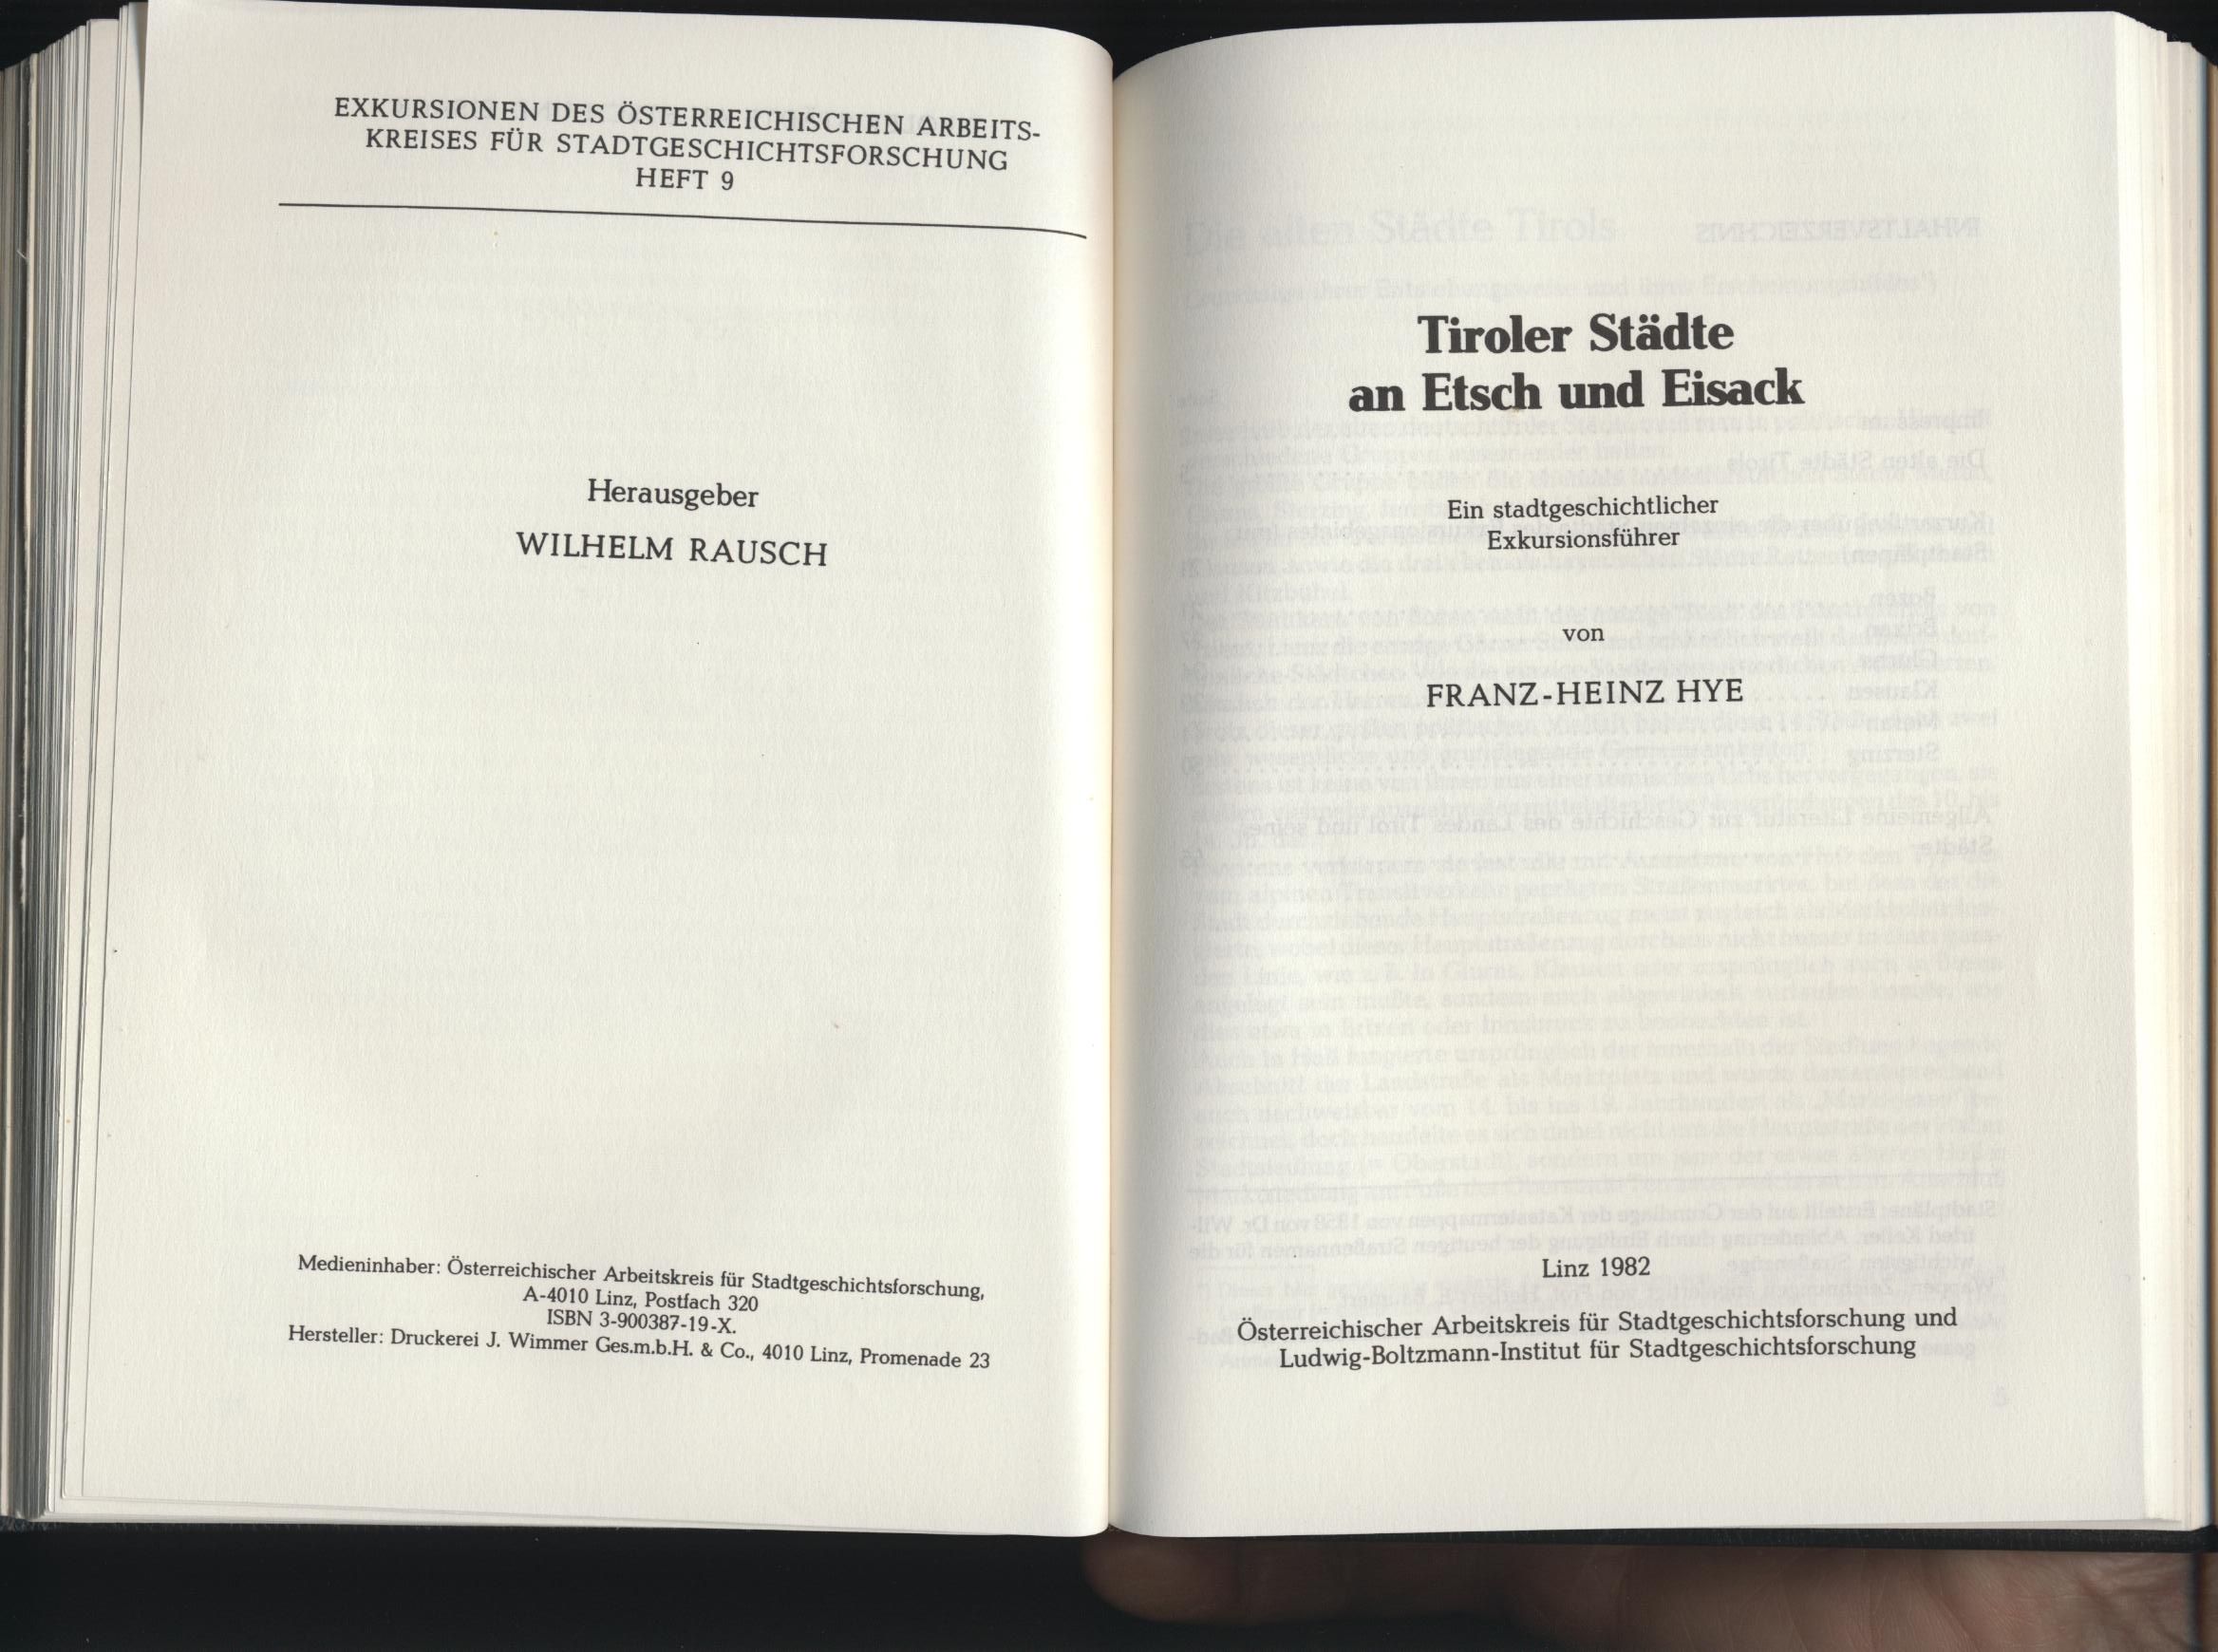 EXKURSIONEN DES ÖSTERREICHISCHEN ARBEITS-
KREISES FÜR STADTGESCHICHTSFORSCHUNG
HEFT 9
Herausgeber
WILHELM RAUSCH
Medieninhaber: Österreichischer Arbeitskreis für Stadtgeschichtsforschung,
A-4010 Linz, Postfach 320
ISBN 3-900387-19-X.
Hersteller: Druckerei J. Wimmer Ges.m.b.H. & Co., 4010 Linz, Promenade 23
Tiroler Städte
an Etsch und Eisack
Ein stadtgeschichtlicher
Exkursionsführer
von
FRANZ-HEINZ HYE
Linz 1982
Österreichischer Arbeitskreis für Stadtgeschichtsforschung und
Ludwig-Boltzmann-Institut für Stadtgeschichtsforschung